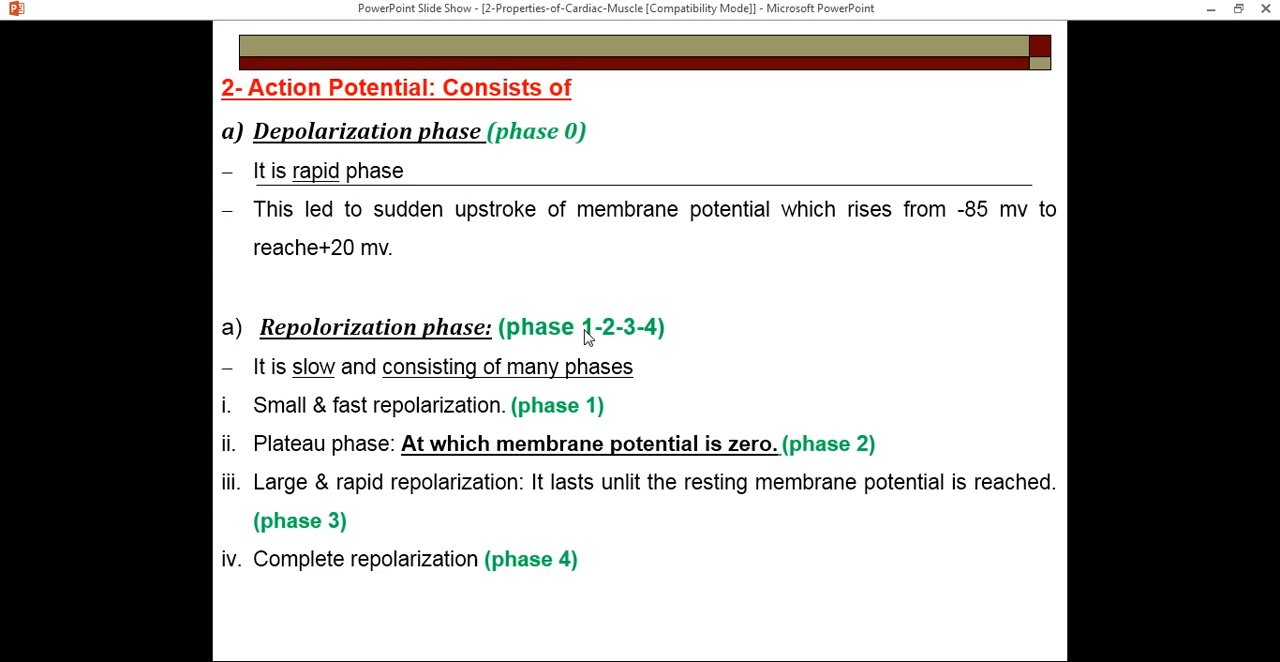 PowerPoint Slide Show - [2-Properties-of-Cardiac-Muscle [Compatibility Mode]] - Microsoft PowerPoint
2- Action Potential: Consists of
a) Depolarization phase (phase 0)
– It is rapid phase
– This led to sudden upstroke of membrane potential which rises from -85 mv to
reache+20 mv.
a) Repolorization phase: (phase 1-2-3-4)
– It is slow and consisting of many phases
i. Small & fast repolarization. (phase 1)
ii. Plateau phase: At which membrane potential is zero. (phase 2)
iii. Large & rapid repolarization: It lasts unlit the resting membrane potential is reached.
(phase 3)
iv. Complete repolarization (phase 4)